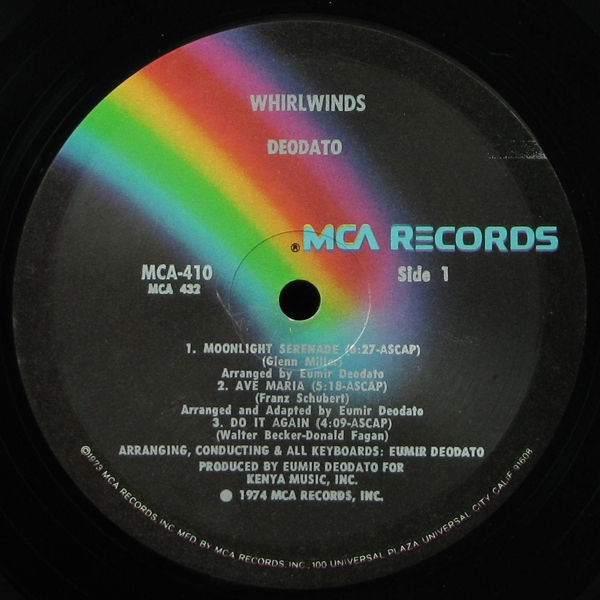 WHIRLWINDS
DEODATO
® MCA RECORDS
MCA-410
MCA 432
Side 1
1. MOONLIGHT SERENADE :27-ASCAP)
(Glenn Miller)
Arranged by Eumir Deodato
2. AVE MARIA (5:18-ASCAP)
(Franz Schubert)
Arranged and Adapted by Eumir Deodato
3. DO IT AGAIN (4:09-ASCAP)
(Walter Becker-Donald Fagan)
ARRANGING, CONDUCTING & ALL KEYBOARDS: EUMIR DEODATO
PRODUCED BY EUMIR DEODATO FOR
KENYA MUSIC, INC.
1974 MCA RECORDS, INC.
©1973 MCA RECORDS, INC. MFD BY MCA RECORDS, INC., 100 UNIVERSAL PLAZA UNIVERSAL CITY, CALIF. 91608